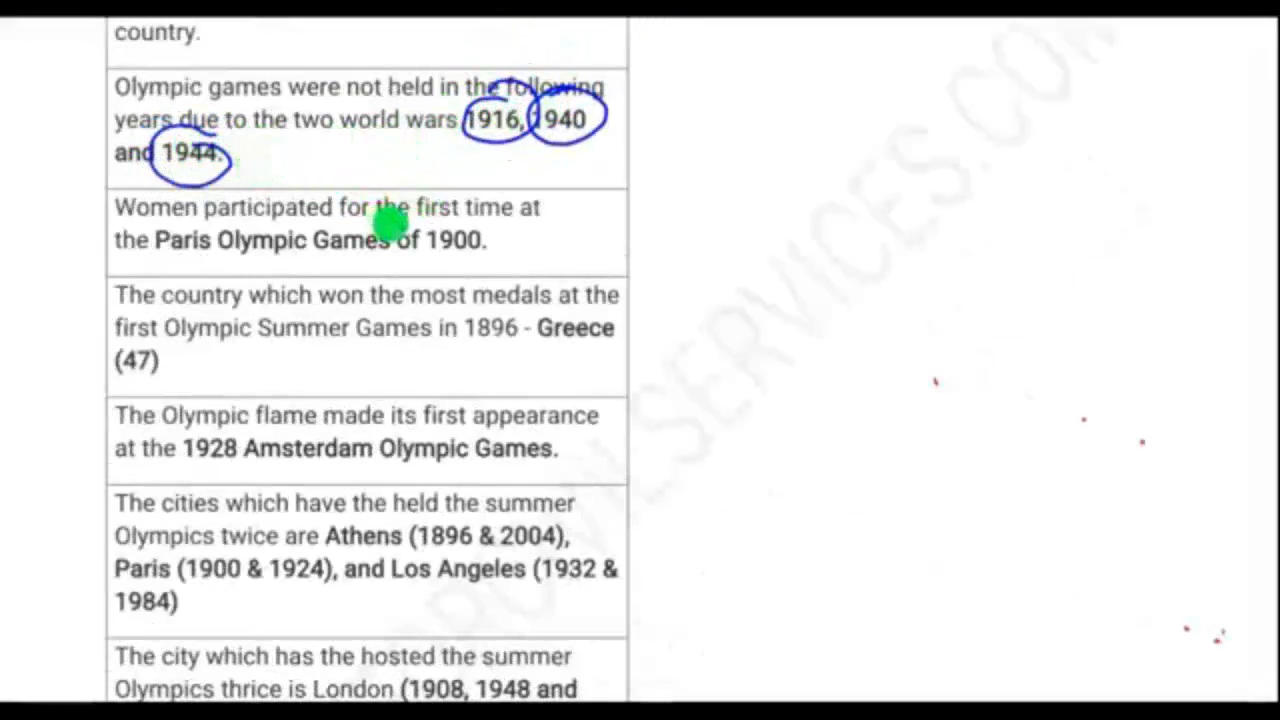 country.
Olympic games were not held in the following
years due to the two world wars 1916, 1940
and 1944.
Women participated for the first time at
the Paris Olympic Games of 1900.
The country which won the most medals at the
first Olympic Summer Games in 1896 - Greece
(47)
The Olympic flame made its first appearance
at the 1928 Amsterdam Olympic Games.
The cities which have the held the summer
Olympics twice are Athens (1896 & 2004),
Paris (1900 & 1924), and Los Angeles (1932 &
1984)
The city which has the hosted the summer
Olympics thrice is London (1908, 1948 and